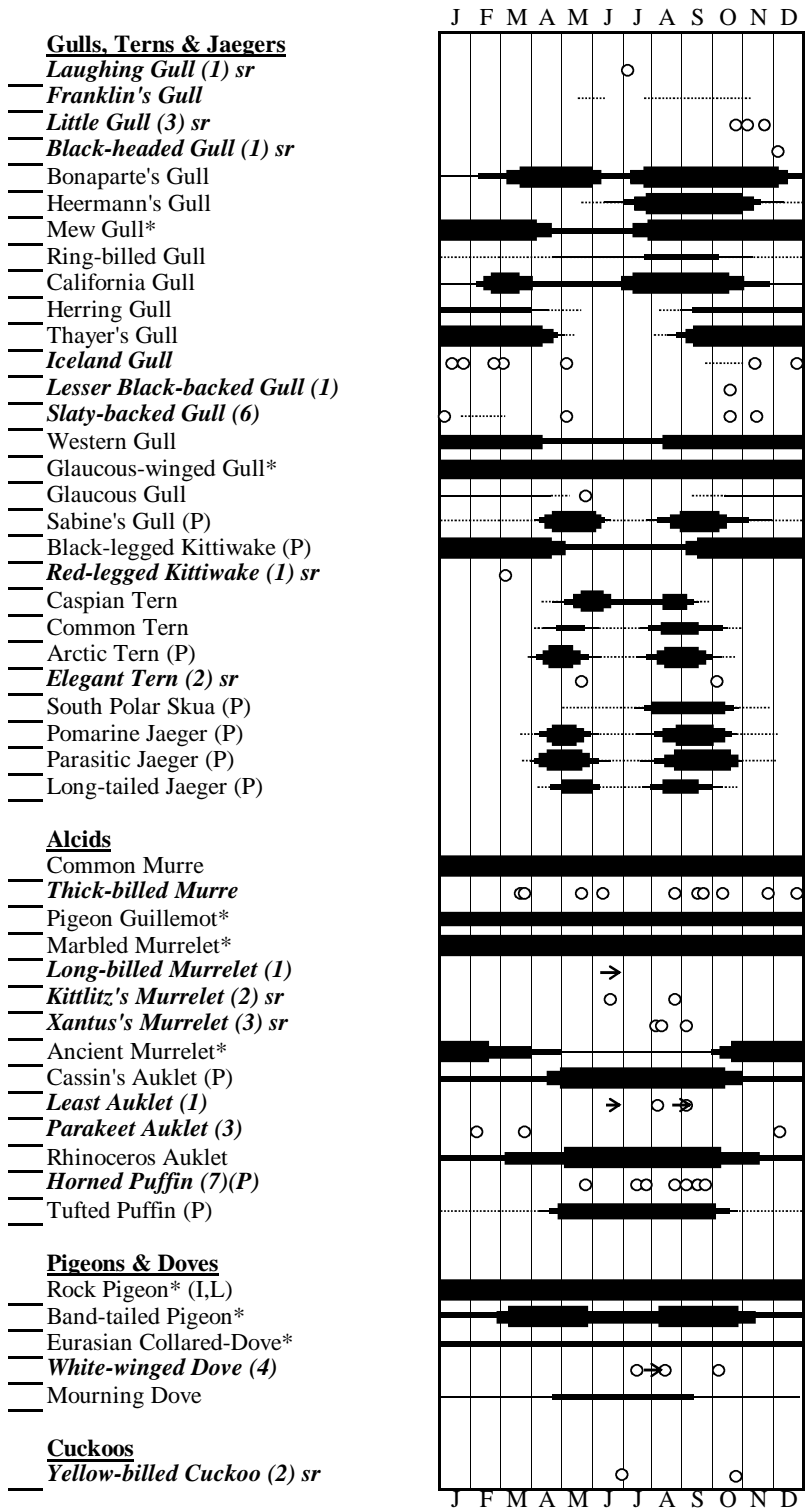 J F M A M J J A S O N D
Gulls, Terns & Jaegers
Laughing Gull (1) sr
Franklin's Gull
Little Gull (3) sr
Black-headed Gull (1) sr
Bonaparte's Gull
Heermann's Gull
Mew Gull*
Ring-billed Gull
California Gull
Herring Gull
Thayer's Gull
Iceland Gull
Lesser Black-backed Gull (1)
Slaty-backed Gull (6)
Western Gull
Glaucous-winged Gull*
Glaucous Gull
Sabine's Gull (P)
Black-legged Kittiwake (P)
Red-legged Kittiwake (1) sr
Caspian Tern
Common Tern
Arctic Tern (P)
Elegant Tern (2) sr
South Polar Skua (P)
Pomarine Jaeger (P)
Parasitic Jaeger (P)
Long-tailed Jaeger (P)
Alcids
Common Murre
Thick-billed Murre
Pigeon Guillemot*
Marbled Murrelet*
Long-billed Murrelet (1)
Kittlitz's Murrelet (2) sr
Xantus's Murrelet (3) sr
Ancient Murrelet*
Cassin's Auklet (P)
Least Auklet (1)
Parakeet Auklet (3)
Rhinoceros Auklet
Horned Puffin (7)(P)
Tufted Puffin (P)
Pigeons & Doves
Rock Pigeon* (I,L)
Band-tailed Pigeon*
Eurasian Collared-Dove*
White-winged Dove (4)
Mourning Dove
Cuckoos
Yellow-billed Cuckoo (2) sr
J F M A M J J A S O N D